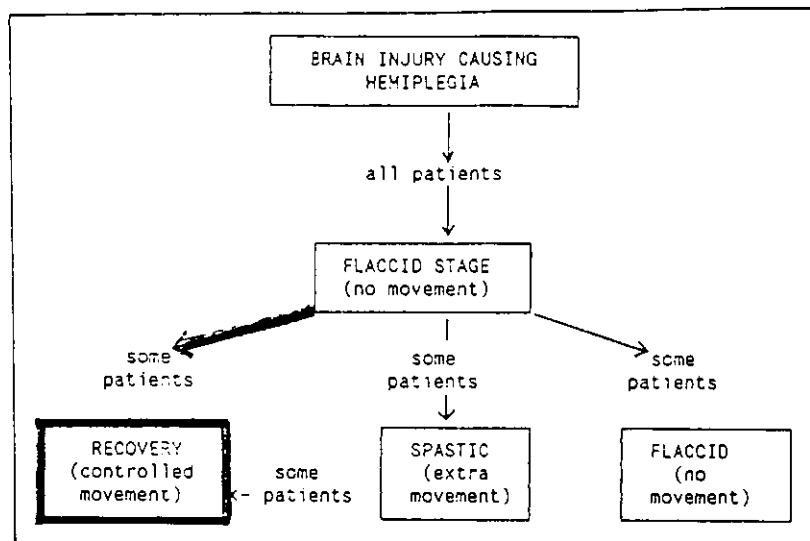 BRAIN INJURY CAUSING
HEMIPLEGIA
all patients
FLACCID STAGE
(no movement)
some
patients
some
patients
some
patients
RECOVERY
(controlled
movement)
some
patients
SPASTIC
(extra
movement)
FLACCID
(no
movement)